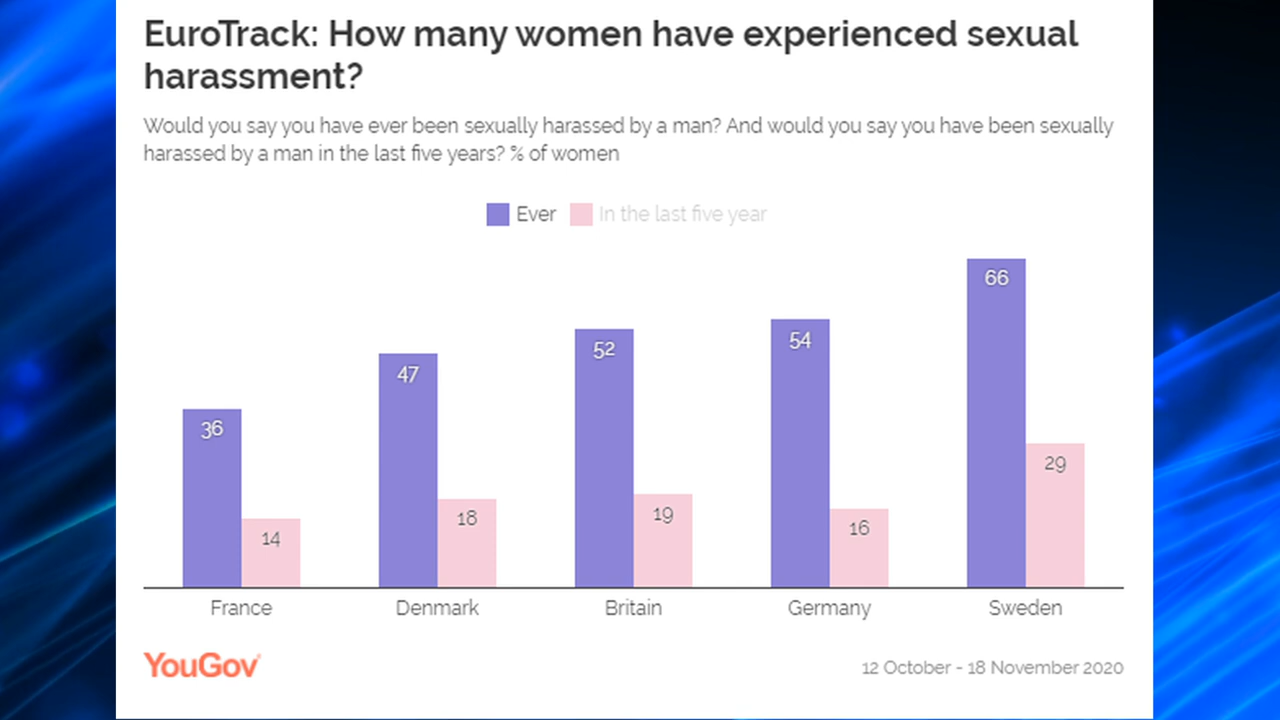 EuroTrack: How many women have experienced sexual
harassment?
Would you say you have ever been sexually harassed by a man? And would you say you have been sexually
harassed by a man in the last five years? % of women
Ever In the last five year
36 14 47 18 52 19 54 16 66 29
France Denmark Britain Germany Sweden
YouGov 12 October - 18 November 2020